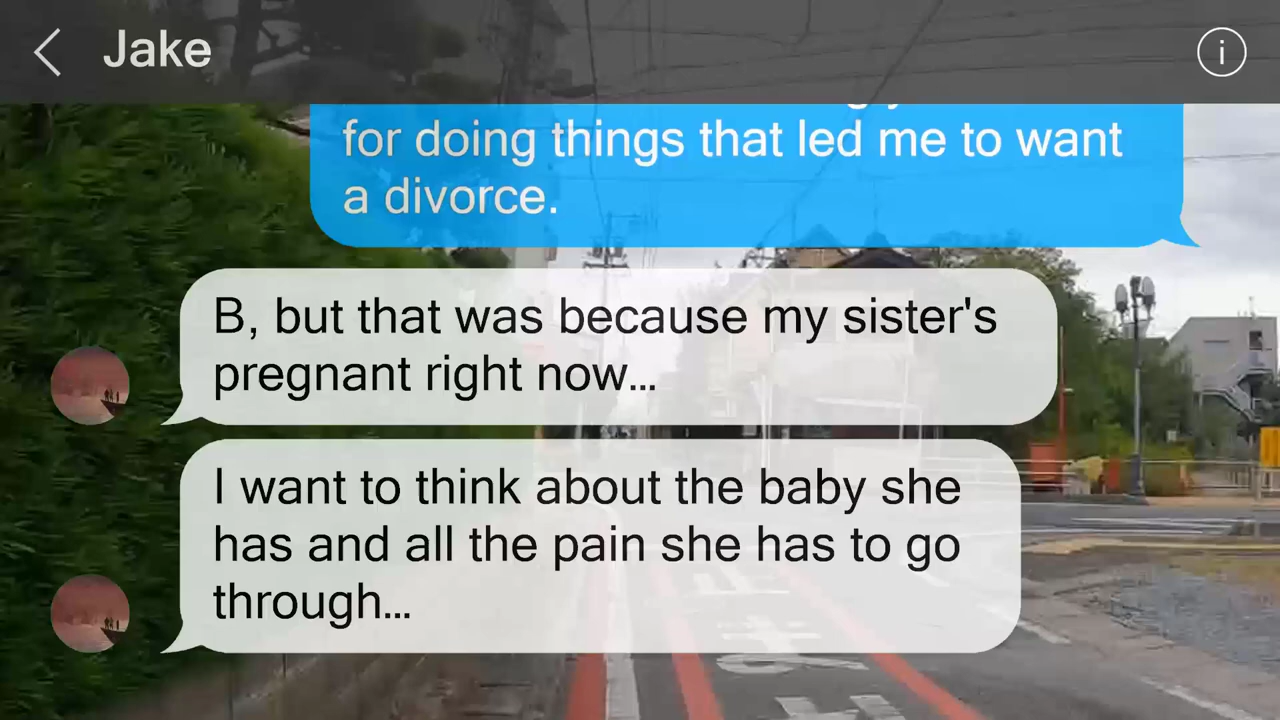 Jake
for doing things that led me to want
a divorce.
B, but that was because my sister's
pregnant right now...
I want to think about the baby she
has and all the pain she has to go
through...